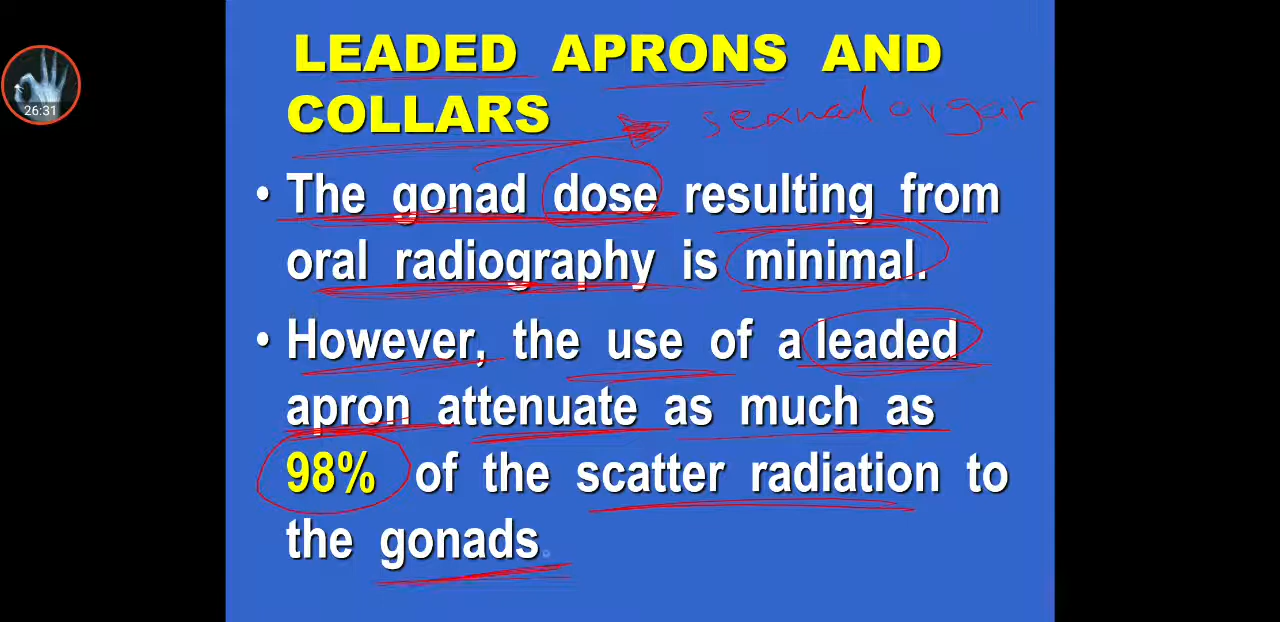 LEADED APRONS AND
COLLARS
sexual organ
• The gonad dose resulting from
oral radiography is minimal.
• However, the use of a leaded
apron attenuate as much as
98% of the scatter radiation to
the gonads.
26:31